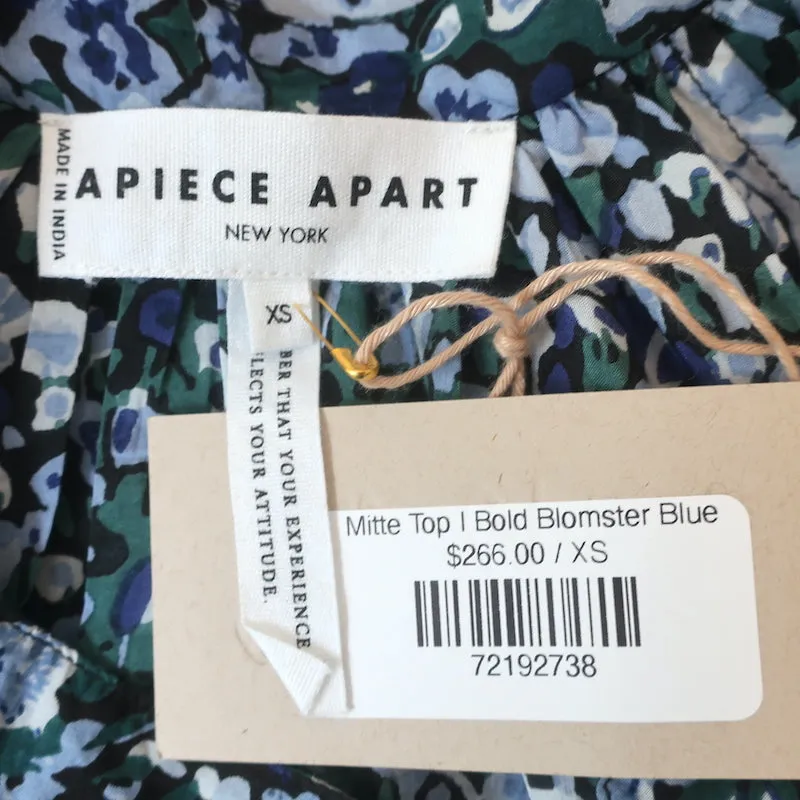 MADE IN INDIA
APIECE APART
NEW YORK
XS
BER THAT YOUR EXPERIENCE
LECTS YOUR ATTITUDE.
Mitte Top | Bold Blomster Blue
$266.00 / XS
72192738